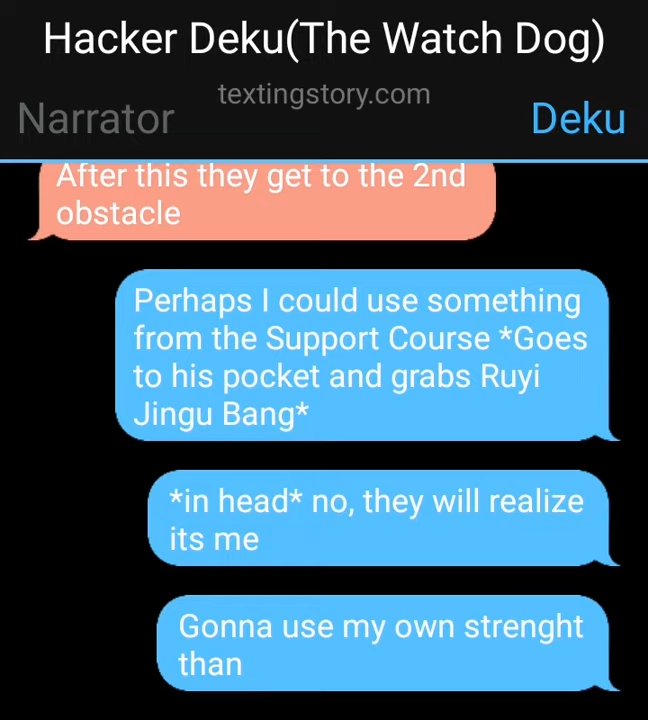 Hacker Deku(The Watch Dog)
textingstory.com
Narrator
Deku
After this they get to the 2nd
obstacle
Perhaps I could use something
from the Support Course *Goes
to his pocket and grabs Ruyi
Jingu Bang*
*in head* no, they will realize
its me
Gonna use my own strenght
than